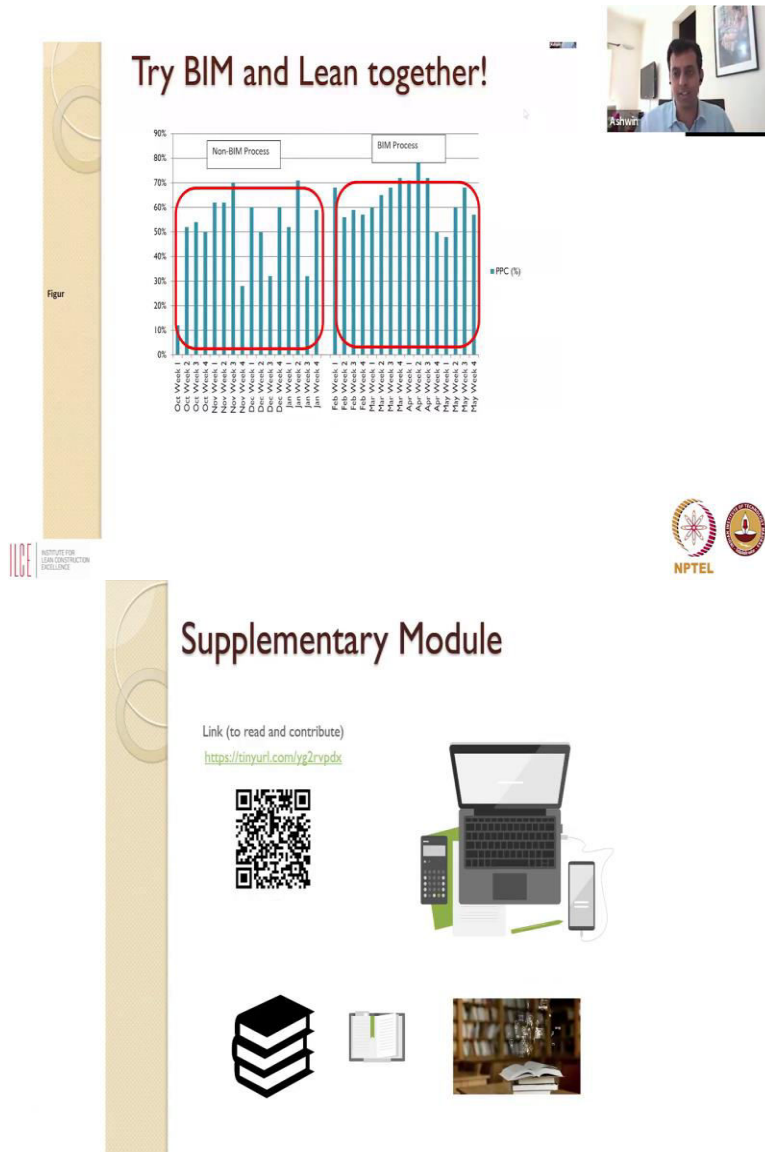 Try BIM and Lean together!
Ashwin
90%
80%
70%
60%
50%
40%
30%
20%
10%
0%
Non-BIM Process
BIM Process
PPC (%)
Oct Week 1
Oct Week 2
Oct Week 3
Oct Week 4
Nov Week 1
Nov Week 2
Nov Week 3
Nov Week 4
Dec Week 1
Dec Week 2
Dec Week 3
Dec Week 4
Jan Week 1
Jan Week 2
Jan Week 3
Jan Week 4
Feb Week 1
Feb Week 2
Feb Week 3
Feb Week 4
Mar Week 1
Mar Week 2
Mar Week 3
Mar Week 4
Apr Week 1
Apr Week 2
Apr Week 3
Apr Week 4
May Week 1
May Week 2
May Week 3
May Week 4
Figur
ILCE
INSTITUTE FOR
LEAN CONSTRUCTION
EXCELLENCE
NPTEL
Supplementary Module
Link (to read and contribute)
https://tinyurl.com/yg2rvpdx